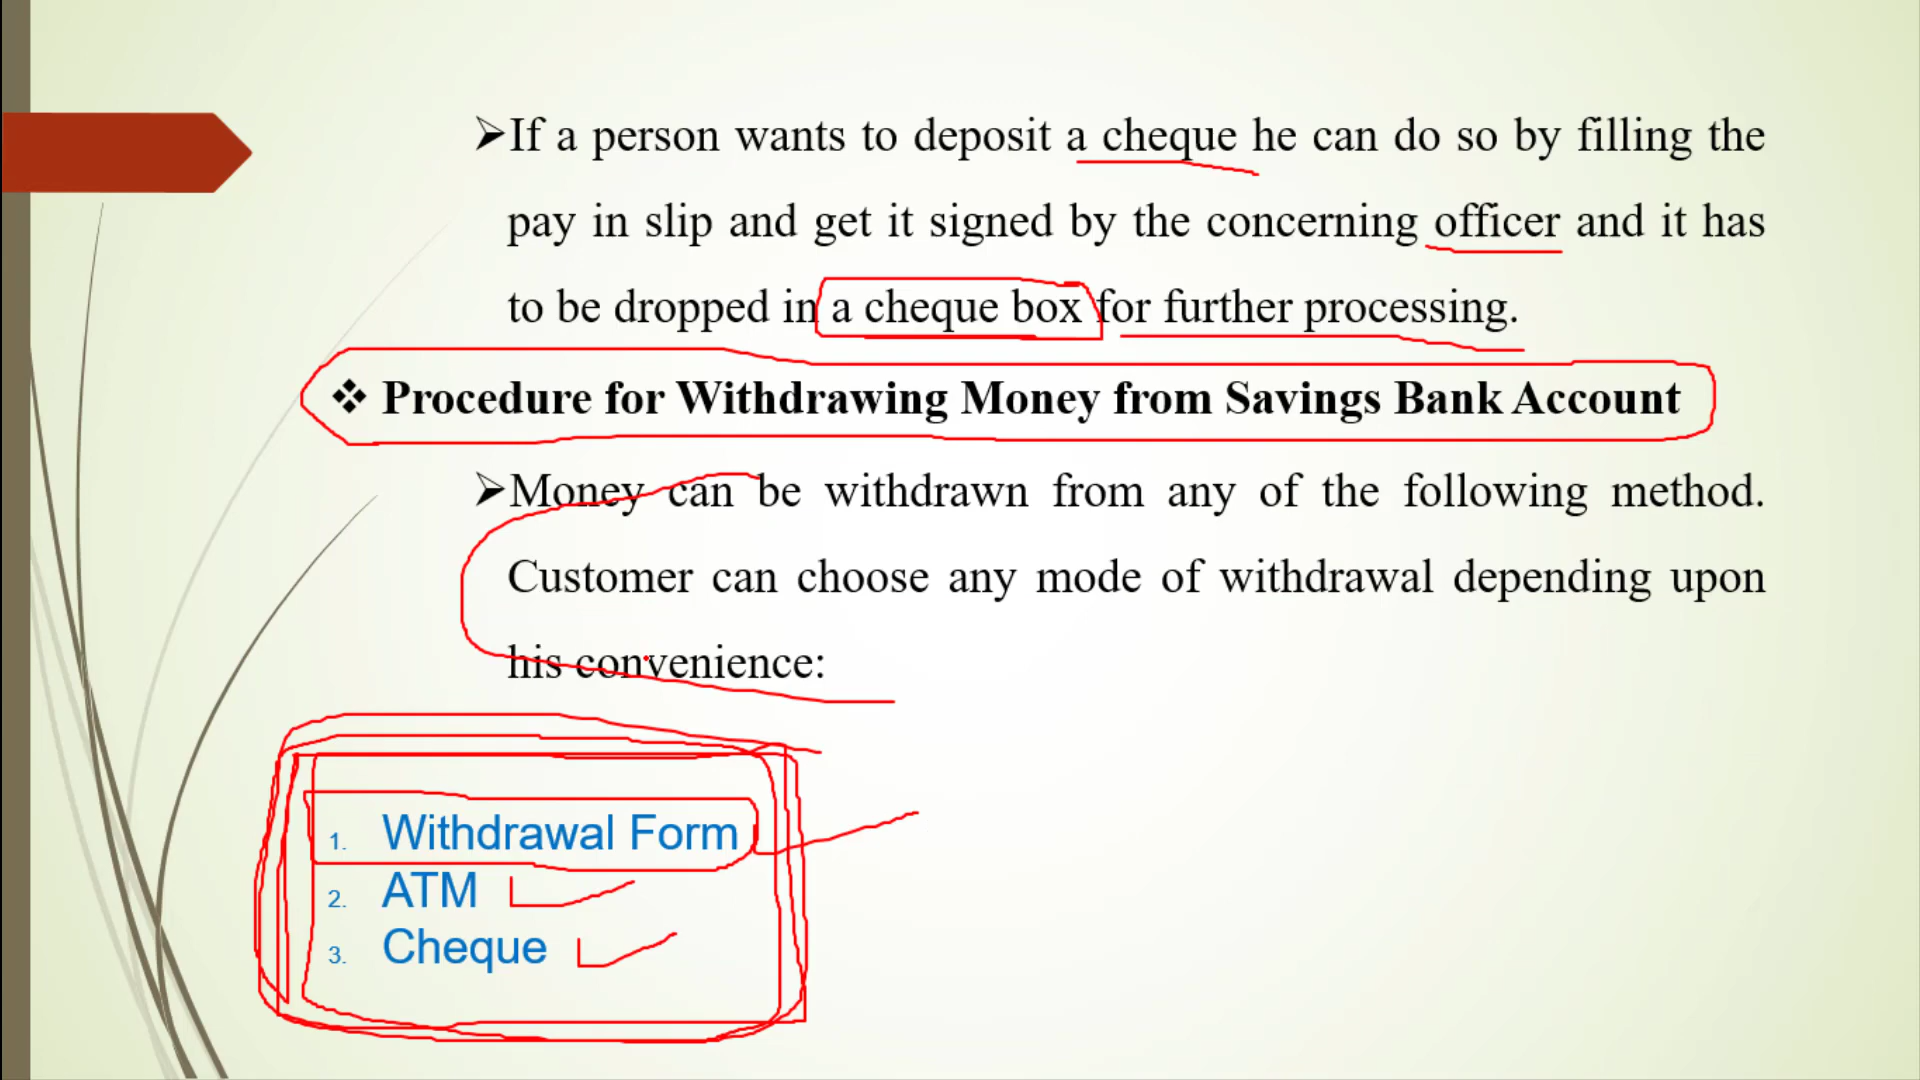 ➢If a person wants to deposit a cheque he can do so by filling the
pay in slip and get it signed by the concerning officer and it has
to be dropped in a cheque box for further processing.
❖ Procedure for Withdrawing Money from Savings Bank Account
➢Money can be withdrawn from any of the following method.
Customer can choose any mode of withdrawal depending upon
his convenience:
1. Withdrawal Form
2. ATM
3. Cheque